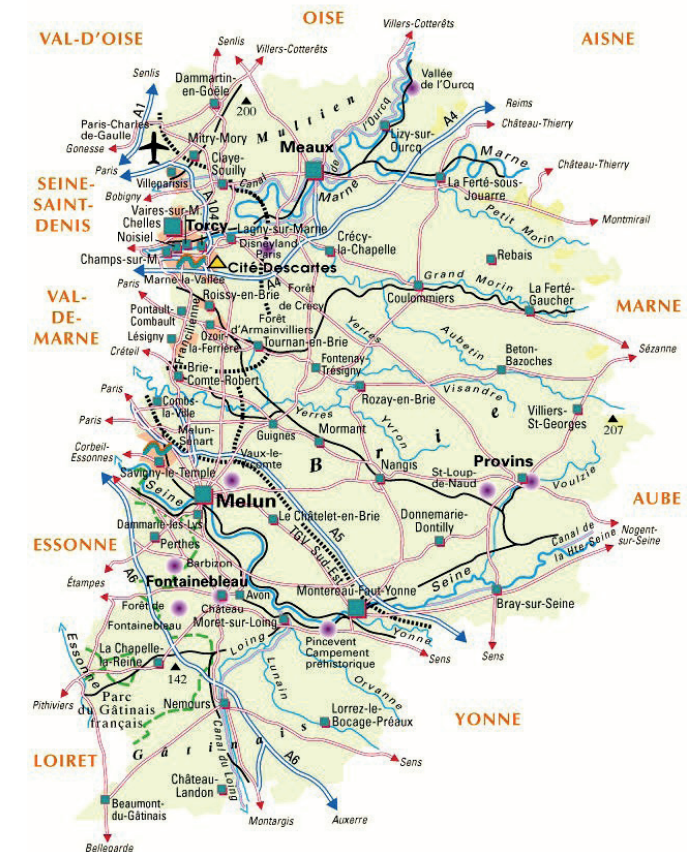 OISE
VAL-D'OISE
AISNE
Villers-Cotterêts
Senlis
Villers-Cotterêts
Senlis
Dammartin-
en-Goële
Vallée
de l'Ourcq
A1
200
Multien
l'Ourcq
A4
Reims
Paris-Charles-
de-Gaulle
Château-Thierry
Gonesse
Mitry-Mory
Lizy-sur-
Ourcq
Meaux
Claye-
Souilly
Marne
Château-Thierry
Paris
Villeparisis
Canal
de
La Ferté-sous-
Jouarre
SEINE-
SAINT-
DENIS
Bobigny
A104
Marne
Petit Morin
Montmirail
Vaires-sur-M.
Chelles
Torcy
Lagny-sur-Marne
Noisiel
Disneyland
Paris
Crécy-
la-Chapelle
Rebais
Champs-sur-M.
Cité-Descartes
Marne-la-Vallée
A4
Grand Morin
Paris
Forêt
de Crécy
Coulommiers
La Ferté-
Gaucher
VAL-
DE-
MARNE
Roissy-en-Brie
MARNE
Pontault-
Combault
Forêt
d'Armainvilliers
Yerres
Aubetin
Lésigny
Ozoir-
la-Ferrière
Tournan-en-Brie
Francilienne
Sézanne
Créteil
Fontenay-
Trésigny
Beton-
Bazoches
Brie-
Comte-Robert
Rozay-en-Brie
Visandre
Paris
Combs-
la-Ville
Yerres
Villiers-
St-Georges
Paris
Melun-
Sénart
Guignes
Mormant
Yvron
207
Brie
Corbeil-
Essonnes
Vaux-le-
Vicomte
Savigny-le-Temple
Nangis
Provins
St-Loup-
de-Naud
Voulzie
Seine
Melun
AUBE
Le Châtelet-en-Brie
A5
Dammarie-les-Lys
Donnemarie-
Dontilly
Canal de
la Hte Seine
Nogent-
sur-Seine
ESSONNE
Perthes
TGV Sud-Est
Barbizon
A6
Seine
Étampes
Fontainebleau
Montereau-Faut-Yonne
Avon
Bray-sur-Seine
Château
Forêt de
Fontainebleau
Moret-sur-Loing
Yonne
Essonne
Loing
Pincevent
Campement
préhistorique
Sens
Sens
La Chapelle-
la-Reine
142
Lunain
Orvanne
Parc
du Gâtinais
français
Pithiviers
Nemours
Lorrez-le-
Bocage-Préaux
YONNE
Gâtinais
LOIRET
Canal du Loing
A6
Sens
Château-
Landon
Beaumont-
du-Gâtinais
Montargis
Auxerre
Bellegarde